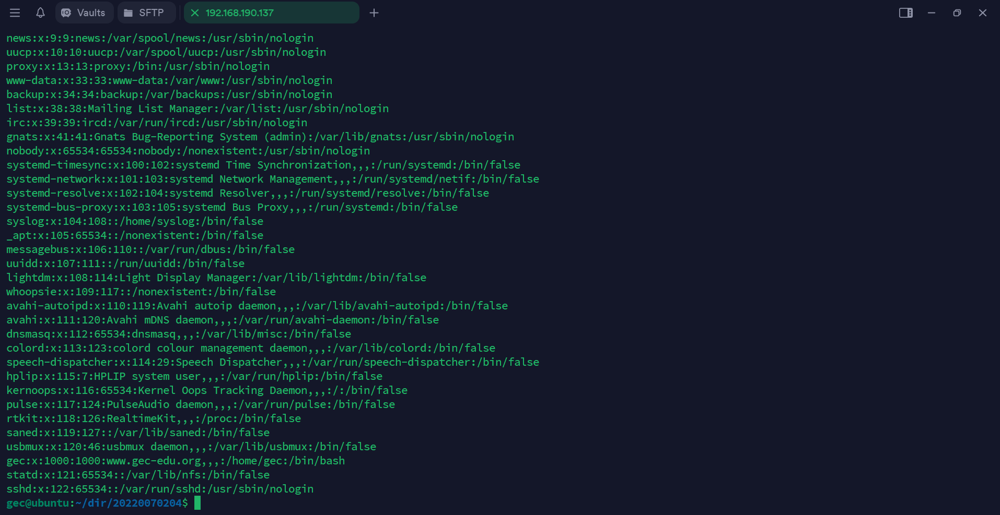 Vaults SFTP 192.168.190.137
news:x:9:9:news:/var/spool/news:/usr/sbin/nologin
uucp:x:10:10:uucp:/var/spool/uucp:/usr/sbin/nologin
proxy:x:13:13:proxy:/bin:/usr/sbin/nologin
www-data:x:33:33:www-data:/var/www:/usr/sbin/nologin
backup:x:34:34:backup:/var/backups:/usr/sbin/nologin
list:x:38:38:Mailing List Manager:/var/list:/usr/sbin/nologin
irc:x:39:39:ircd:/var/run/ircd:/usr/sbin/nologin
gnats:x:41:41:Gnats Bug-Reporting System (admin):/var/lib/gnats:/usr/sbin/nologin
nobody:x:65534:65534:nobody:/nonexistent:/usr/sbin/nologin
systemd-timesync:x:100:102:systemd Time Synchronization,,,:/run/systemd:/bin/false
systemd-network:x:101:103:systemd Network Management,,,:/run/systemd/netif:/bin/false
systemd-resolve:x:102:104:systemd Resolver,,,:/run/systemd/resolve:/bin/false
systemd-bus-proxy:x:103:105:systemd Bus Proxy,,,:/run/systemd:/bin/false
syslog:x:104:108::/home/syslog:/bin/false
_apt:x:105:65534::/nonexistent:/bin/false
messagebus:x:106:110::/var/run/dbus:/bin/false
uuidd:x:107:111::/run/uuidd:/bin/false
lightdm:x:108:114:Light Display Manager:/var/lib/lightdm:/bin/false
whoopsie:x:109:117::/nonexistent:/bin/false
avahi-autoipd:x:110:119:Avahi autoip daemon,,,:/var/lib/avahi-autoipd:/bin/false
avahi:x:111:120:Avahi mDNS daemon,,,:/var/run/avahi-daemon:/bin/false
dnsmasq:x:112:65534:dnsmasq,,,:/var/lib/misc:/bin/false
colord:x:113:123:colord colour management daemon,,,:/var/lib/colord:/bin/false
speech-dispatcher:x:114:29:Speech Dispatcher,,,:/var/run/speech-dispatcher:/bin/false
hplip:x:115:7:HPLIP system user,,,:/var/run/hplip:/bin/false
kernoops:x:116:65534:Kernel Oops Tracking Daemon,,,:/:/bin/false
pulse:x:117:124:PulseAudio daemon,,,:/var/run/pulse:/bin/false
rtkit:x:118:126:RealtimeKit,,,:/proc:/bin/false
saned:x:119:127::/var/lib/saned:/bin/false
usbmux:x:120:46:usbmux daemon,,,:/var/lib/usbmux:/bin/false
gec:x:1000:1000:www.gec-edu.org,,,:/home/gec:/bin/bash
statd:x:121:65534::/var/lib/nfs:/bin/false
sshd:x:122:65534::/var/run/sshd:/usr/sbin/nologin
gec@ubuntu:~/dir/20220070204$